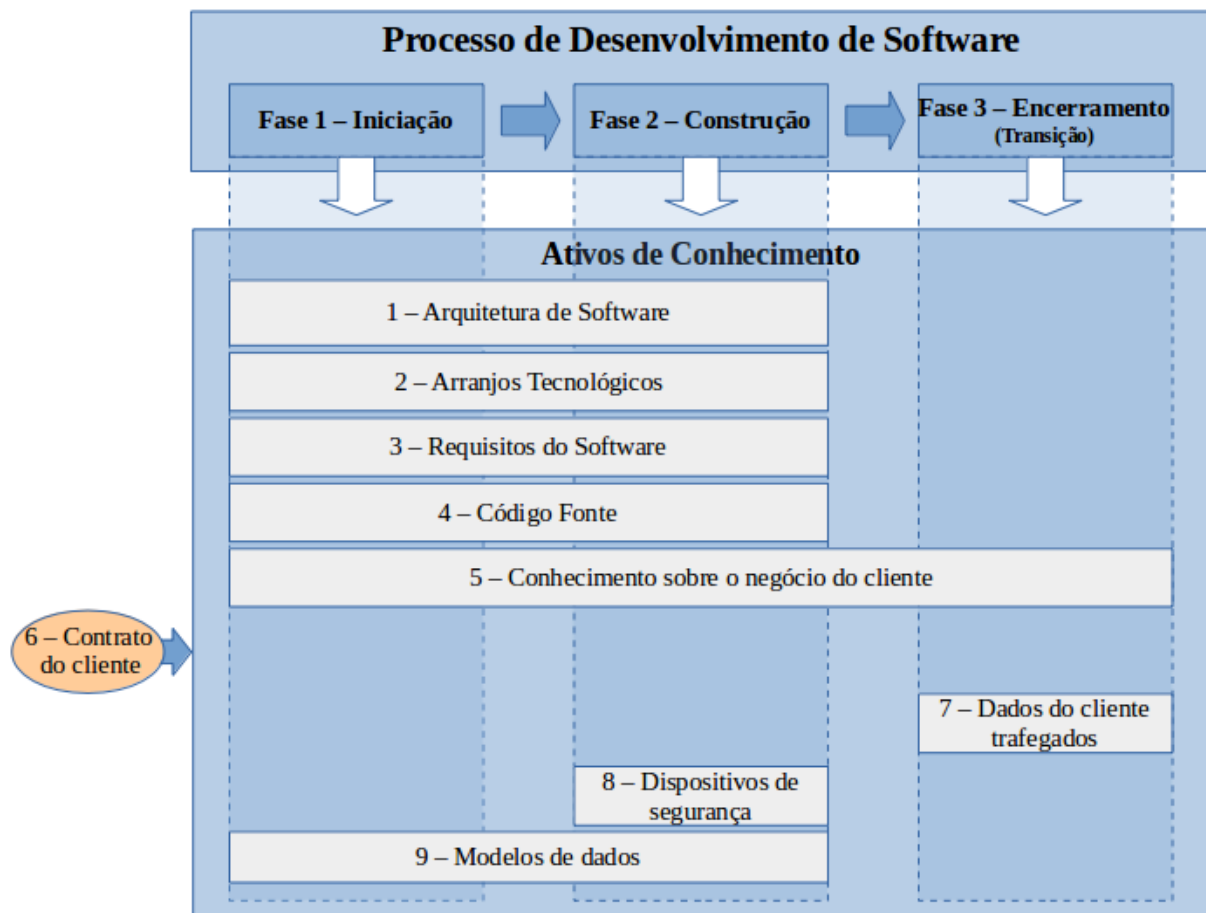 Processo de Desenvolvimento de Software
Fase 1 – Iniciação
Fase 2 – Construção
Fase 3 – Encerramento
(Transição)
Ativos de Conhecimento
1 – Arquitetura de Software
2 – Arranjos Tecnológicos
3 – Requisitos do Software
4 – Código Fonte
5 – Conhecimento sobre o negócio do cliente
6 – Contrato
do cliente
7 – Dados do cliente
trafegados
8 – Dispositivos de
segurança
9 – Modelos de dados